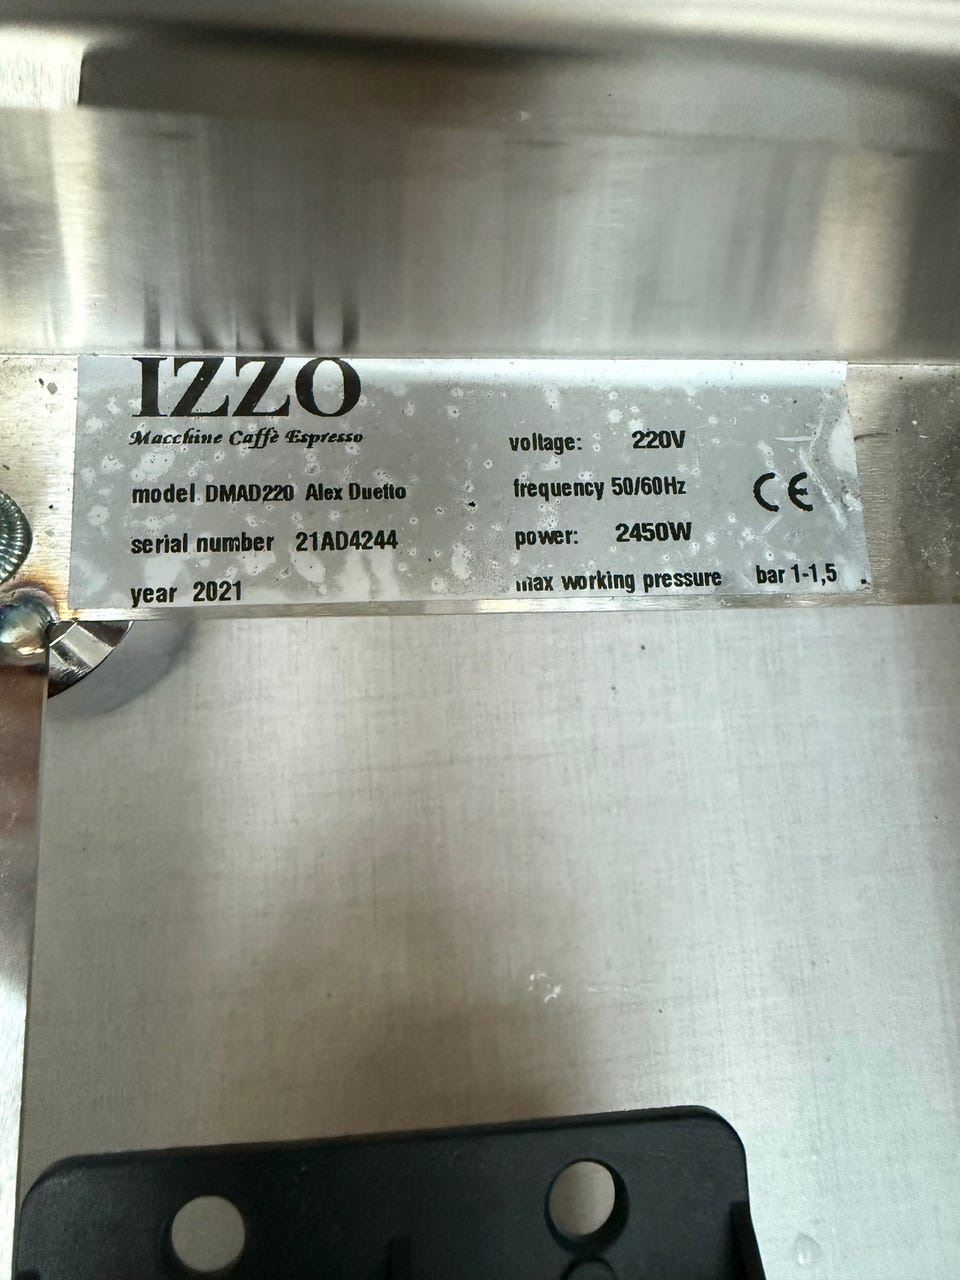 IZZO
Macchine Caffè Espresso
model DMAD220 Alex Duetto
serial number 21AD4244
year 2021
voltage: 220V
frequency 50/60Hz
power: 2450W
max working pressure bar 1-1,5
CE